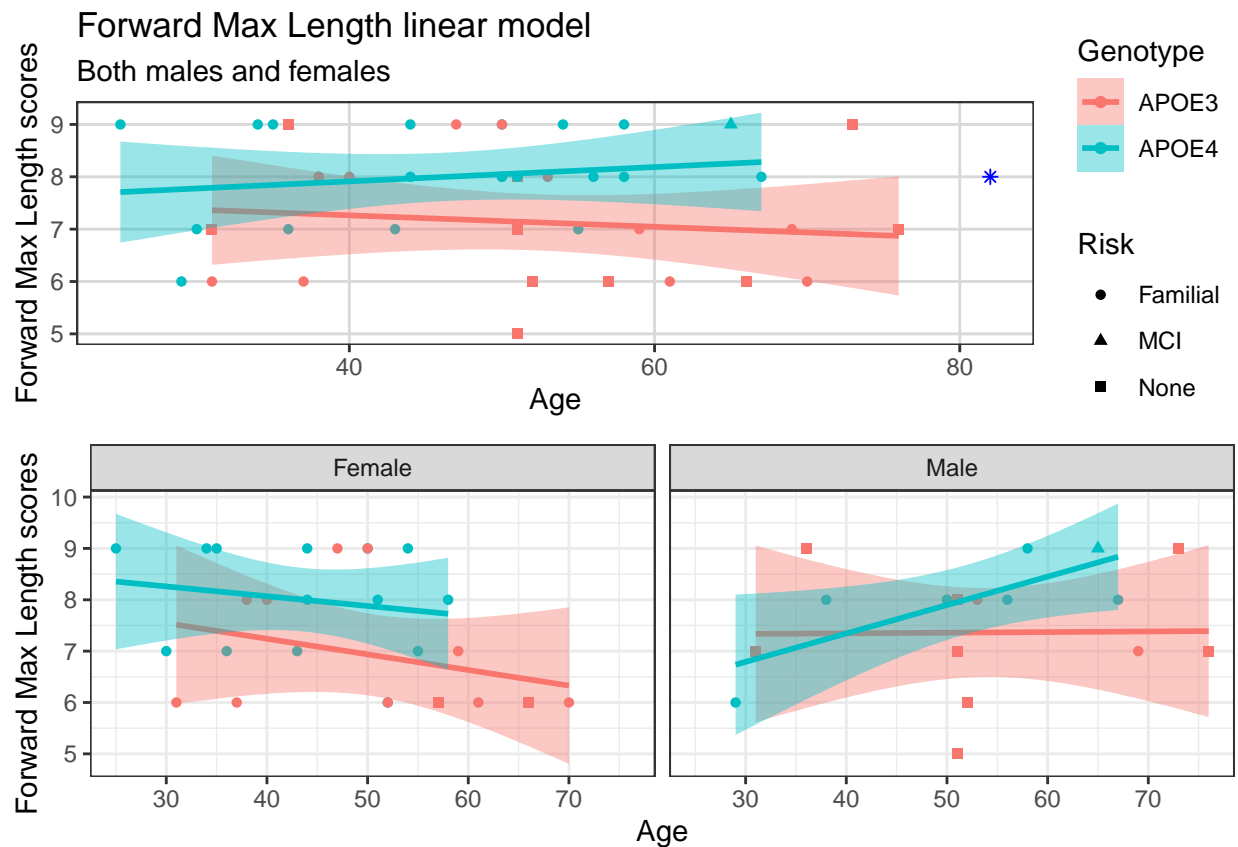 Forward Max Length linear model
Both males and females
Forward Max Length scores
9
8
7
6
5
40
60
80
Age
Genotype
APOE3
APOE4
Risk
Familial
MCI
None
Female
Male
Forward Max Length scores
10
9
8
7
6
5
30
40
50
60
70
30
40
50
60
70
Age